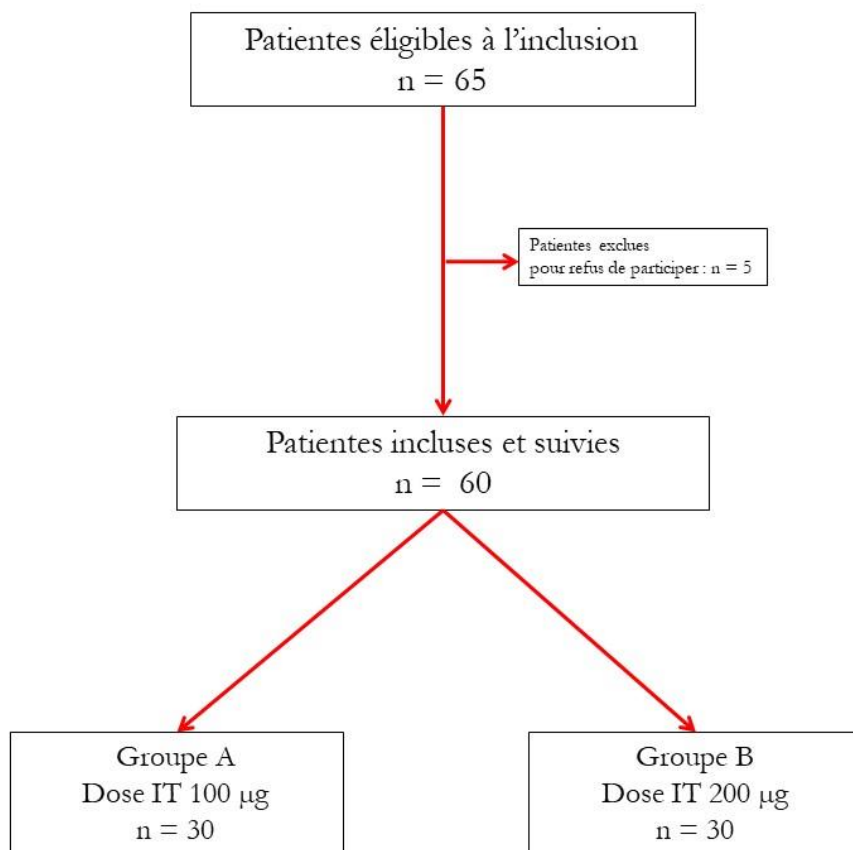 Patientes éligibles à l’inclusion
n = 65
Patientes exclues
pour refus de participer : n = 5
Patientes incluses et suivies
n = 60
Groupe A
Dose IT 100 µg
n = 30
Groupe B
Dose IT 200 µg
n = 30